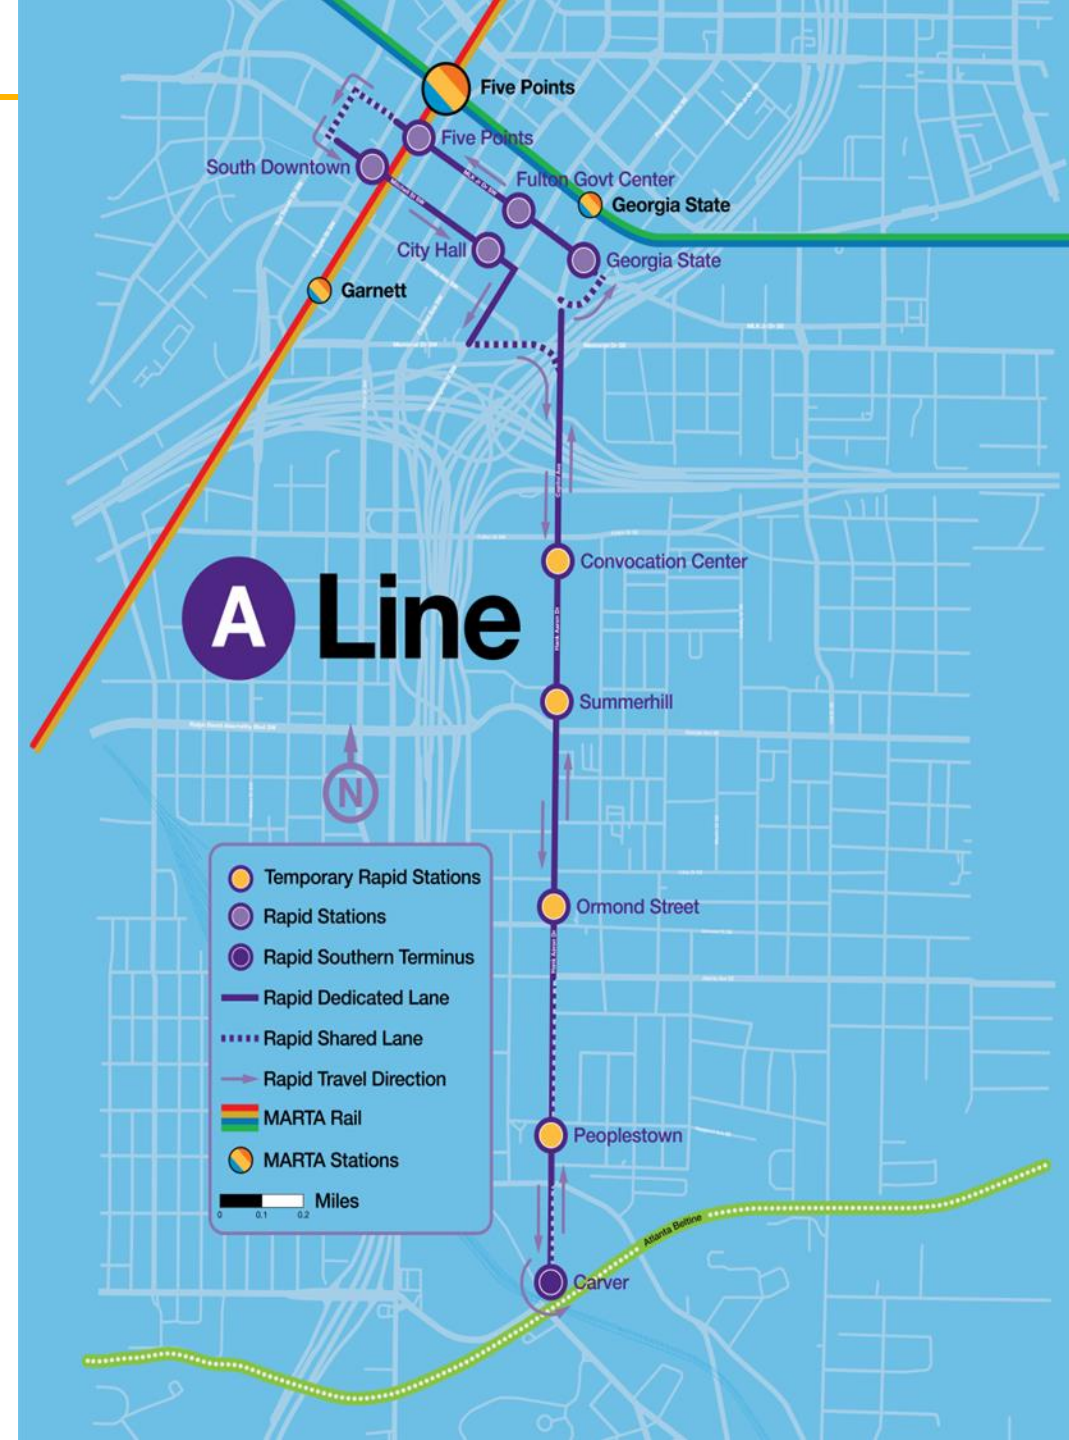 Five Points
Five Points
South Downtown
Fulton Govt Center
Georgia State
City Hall
Georgia State
Garnett
Convocation Center
A Line
Summerhill
N
Ormond Street
Temporary Rapid Stations
Rapid Stations
Rapid Southern Terminus
Rapid Dedicated Lane
Rapid Shared Lane
Rapid Travel Direction
MARTA Rail
MARTA Stations
Miles
0 0.1 0.2
Peoplestown
Atlanta Beltine
Carver